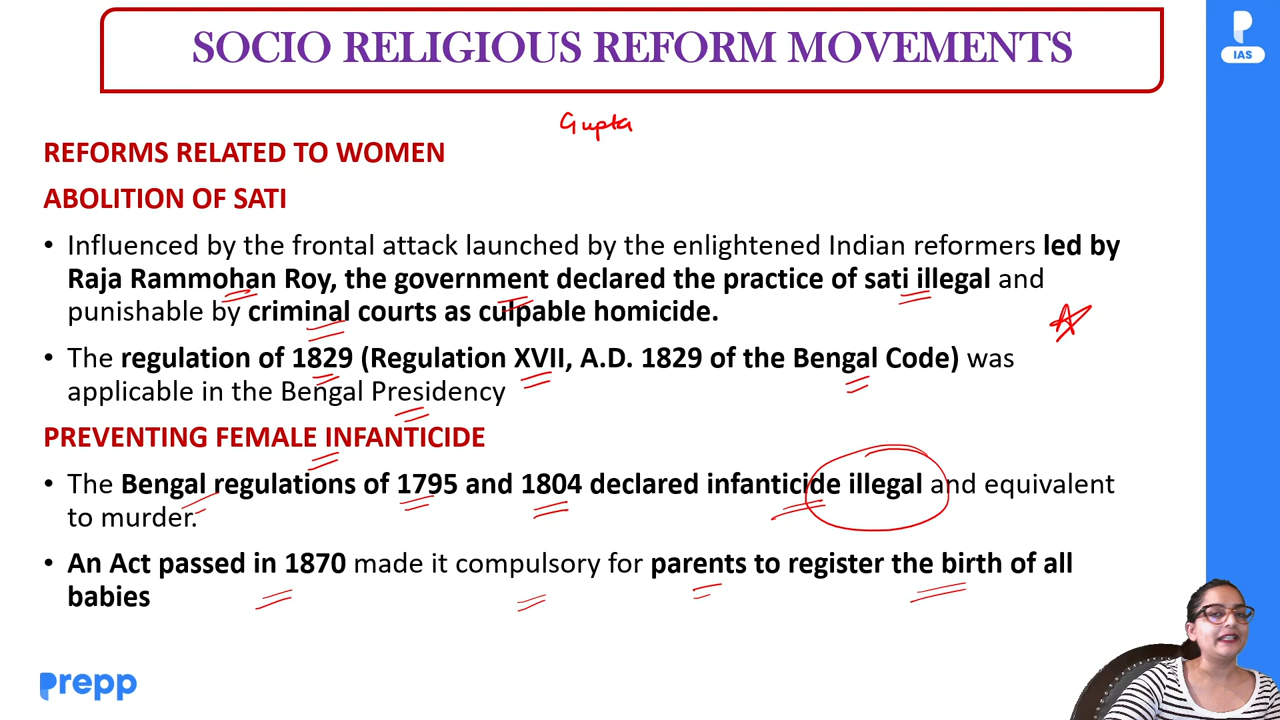 SOCIO RELIGIOUS REFORM MOVEMENTS
P
IAS
Gupta
REFORMS RELATED TO WOMEN
ABOLITION OF SATI
• Influenced by the frontal attack launched by the enlightened Indian reformers led by
Raja Rammohan Roy, the government declared the practice of sati illegal and
punishable by criminal courts as culpable homicide.
• The regulation of 1829 (Regulation XVII, A.D. 1829 of the Bengal Code) was
applicable in the Bengal Presidency
PREVENTING FEMALE INFANTICIDE
• The Bengal regulations of 1795 and 1804 declared infanticide illegal and equivalent
to murder.
• An Act passed in 1870 made it compulsory for parents to register the birth of all
babies
prepp